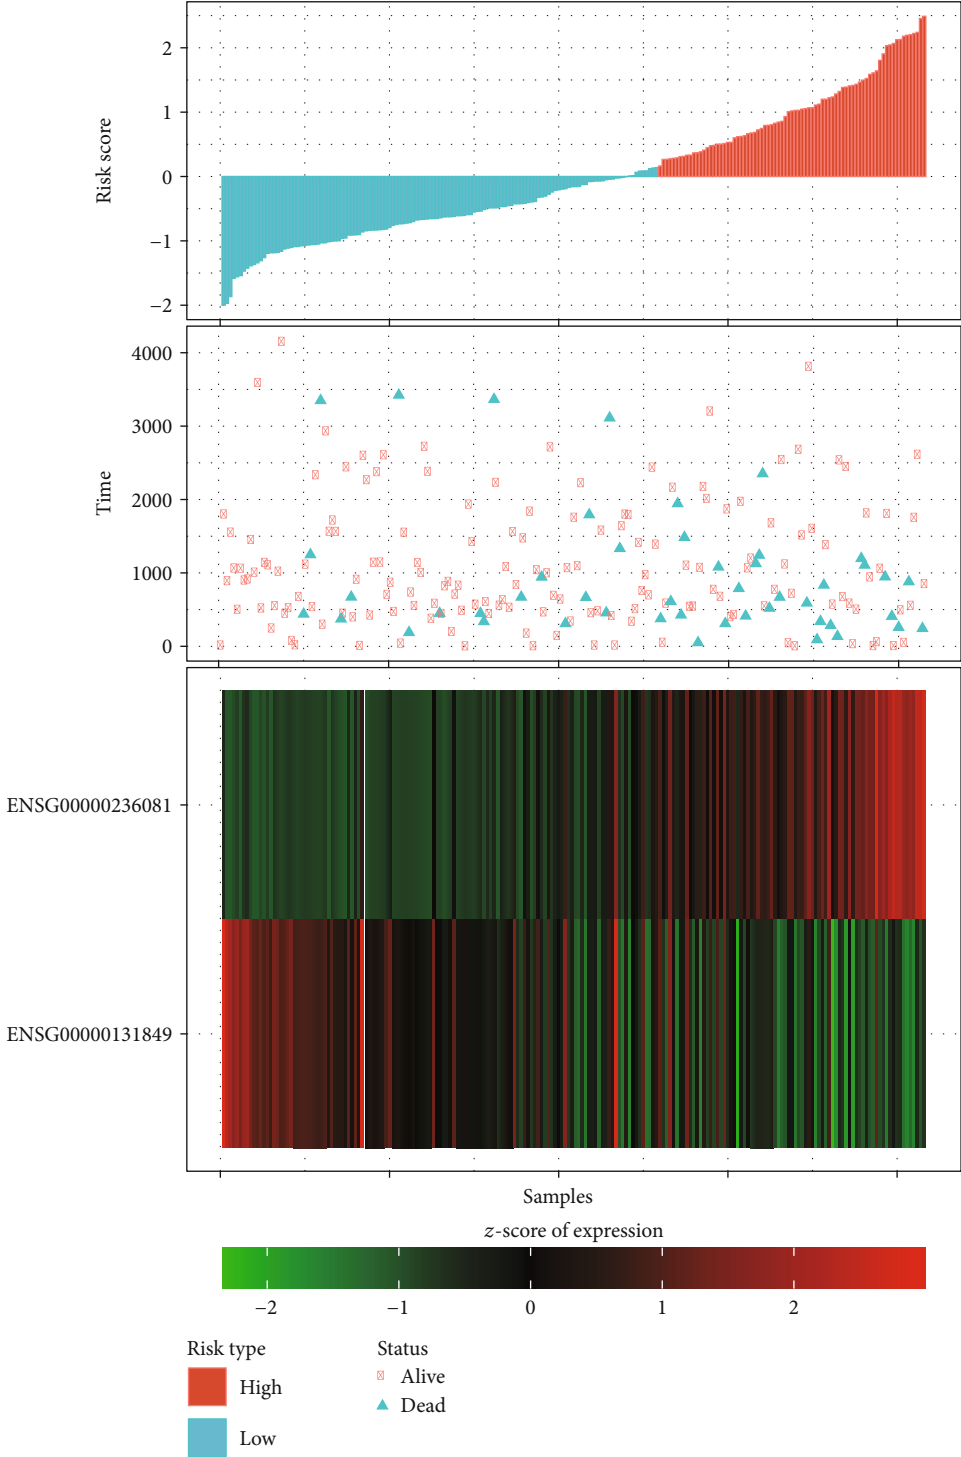 2
1
0
−1
−2
Risk score
4000
3000
2000
1000
0
Time
ENSG00000236081
ENSG00000131849
Samples
z-score of expression
−2 −1 0 1 2
Risk type
High
Low
Status
Alive
Dead